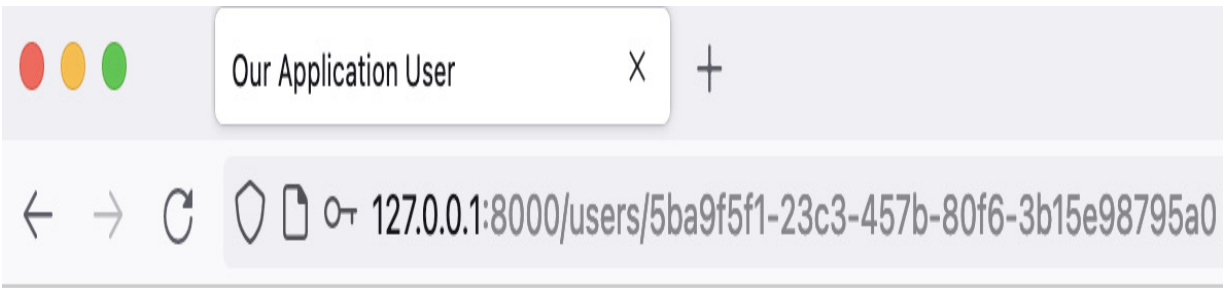 Our Application User
127.0.0.1:8000/users/5ba9f5f1-23c3-457b-80f6-3b15e98795a0